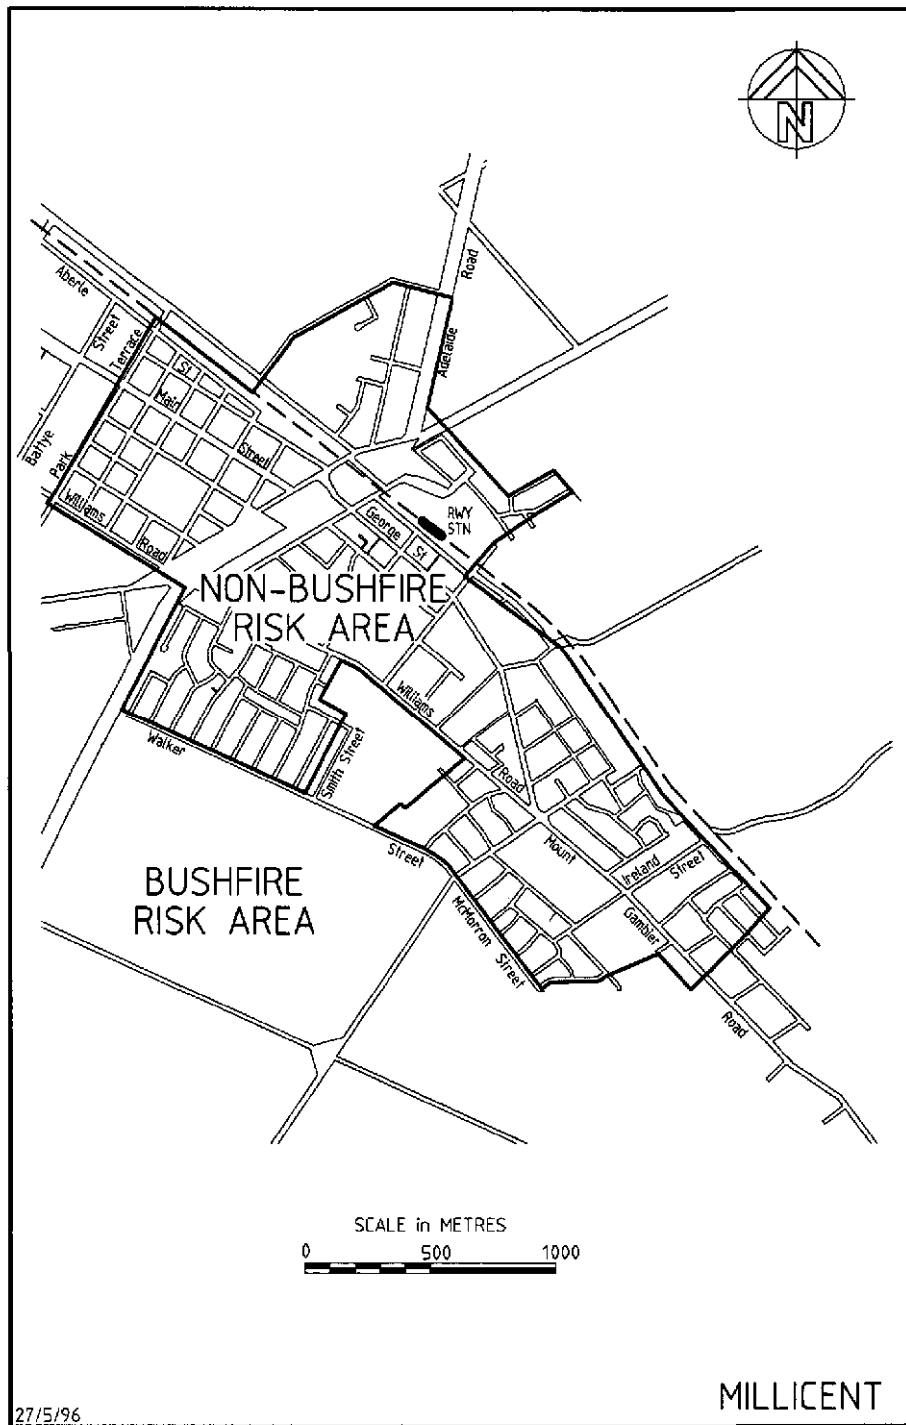 N
Road
Aberle
Adelaide
Street
Terrace
St.
Main
Street
Battye
Park
Williams
Road
George
St
RWY
STN
NON-BUSHFIRE
RISK AREA
Williams
Road
Walker
Smith Street
Street
Mount
Ireland
Street
BUSHFIRE
RISK AREA
McMorron Street
Gambier
Road
SCALE in METRES
0 500 1000
MILLICENT
27/5/96